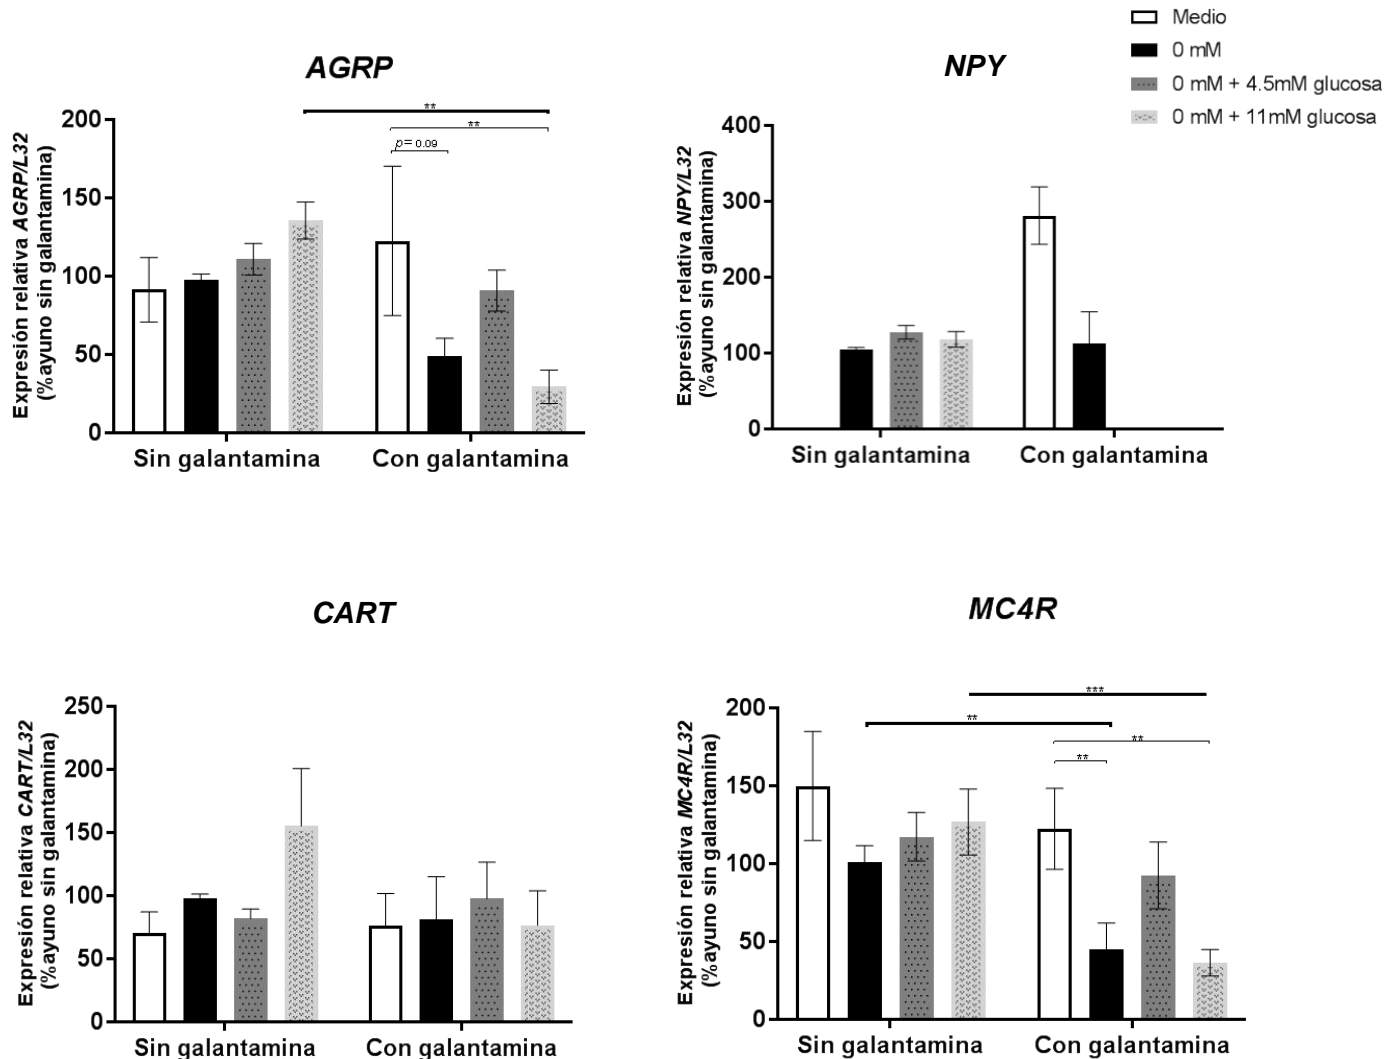 Medio
0 mM
0 mM + 4.5mM glucosa
0 mM + 11mM glucosa
AGRP
Expresión relativa AGRP/L32
(%ayuno sin galantamina)
200
150
100
50
0
**
**
p= 0.09
Sin galantamina
Con galantamina
NPY
Expresión relativa NPY/L32
(%ayuno sin galantamina)
400
300
200
100
0
Sin galantamina
Con galantamina
CART
Expresión relativa CART/L32
(%ayuno sin galantamina)
250
200
150
100
50
0
Sin galantamina
Con galantamina
MC4R
Expresión relativa MC4R/L32
(%ayuno sin galantamina)
200
150
100
50
0
***
**
**
**
Sin galantamina
Con galantamina